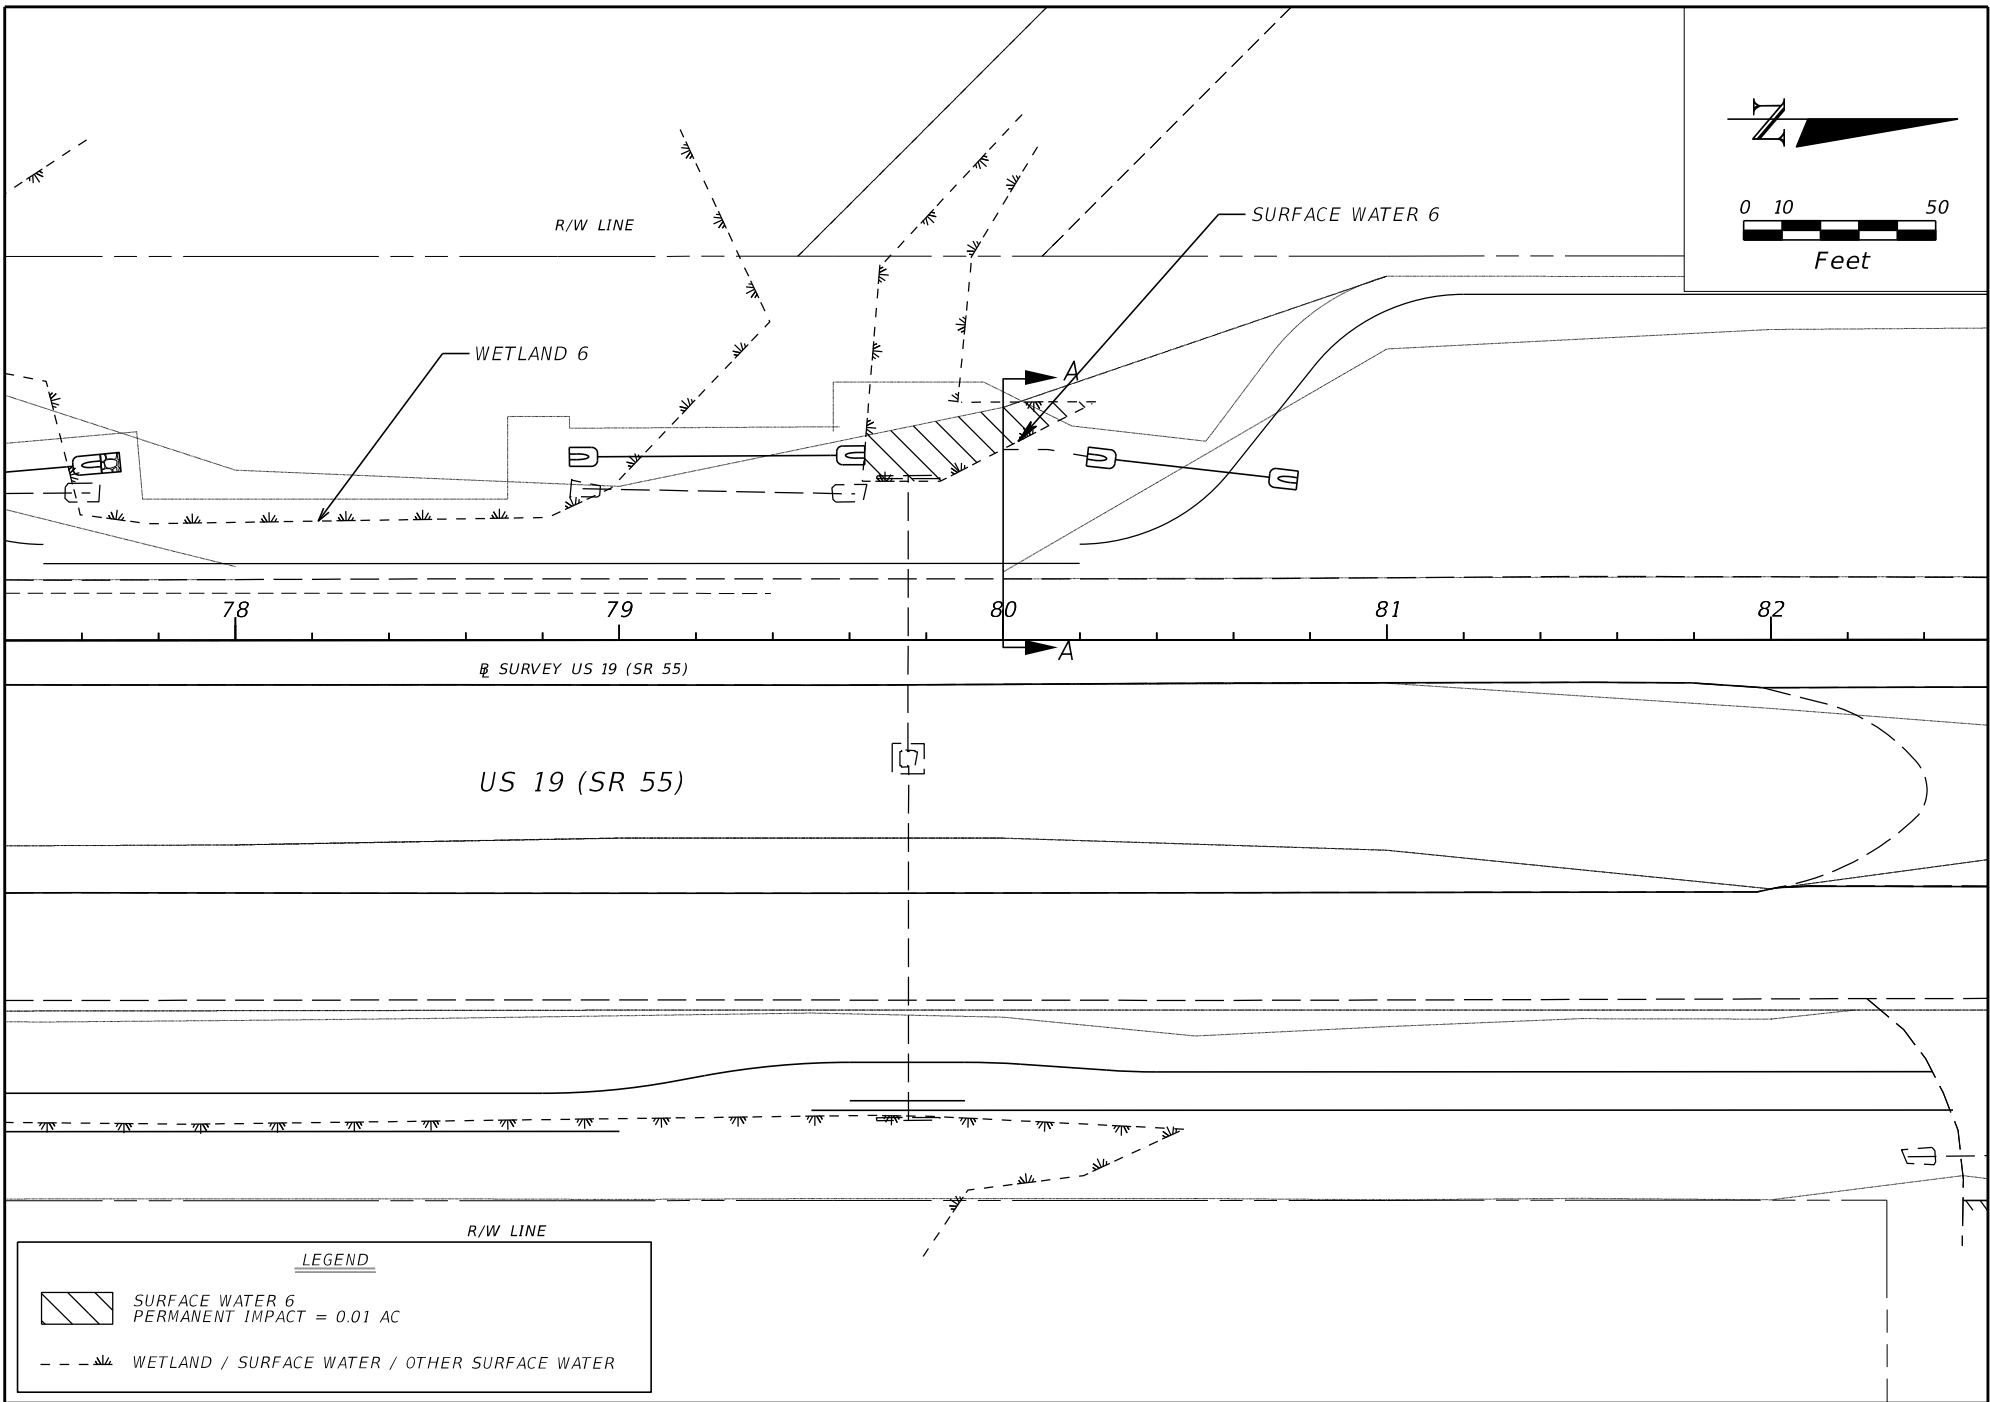 N
0 10 50
Feet
R/W LINE
SURFACE WATER 6
WETLAND 6
A
78 79 80 81 82
A
BL SURVEY US 19 (SR 55)
US 19 (SR 55)
R/W LINE
LEGEND
SURFACE WATER 6
PERMANENT IMPACT = 0.01 AC
WETLAND / SURFACE WATER / OTHER SURFACE WATER